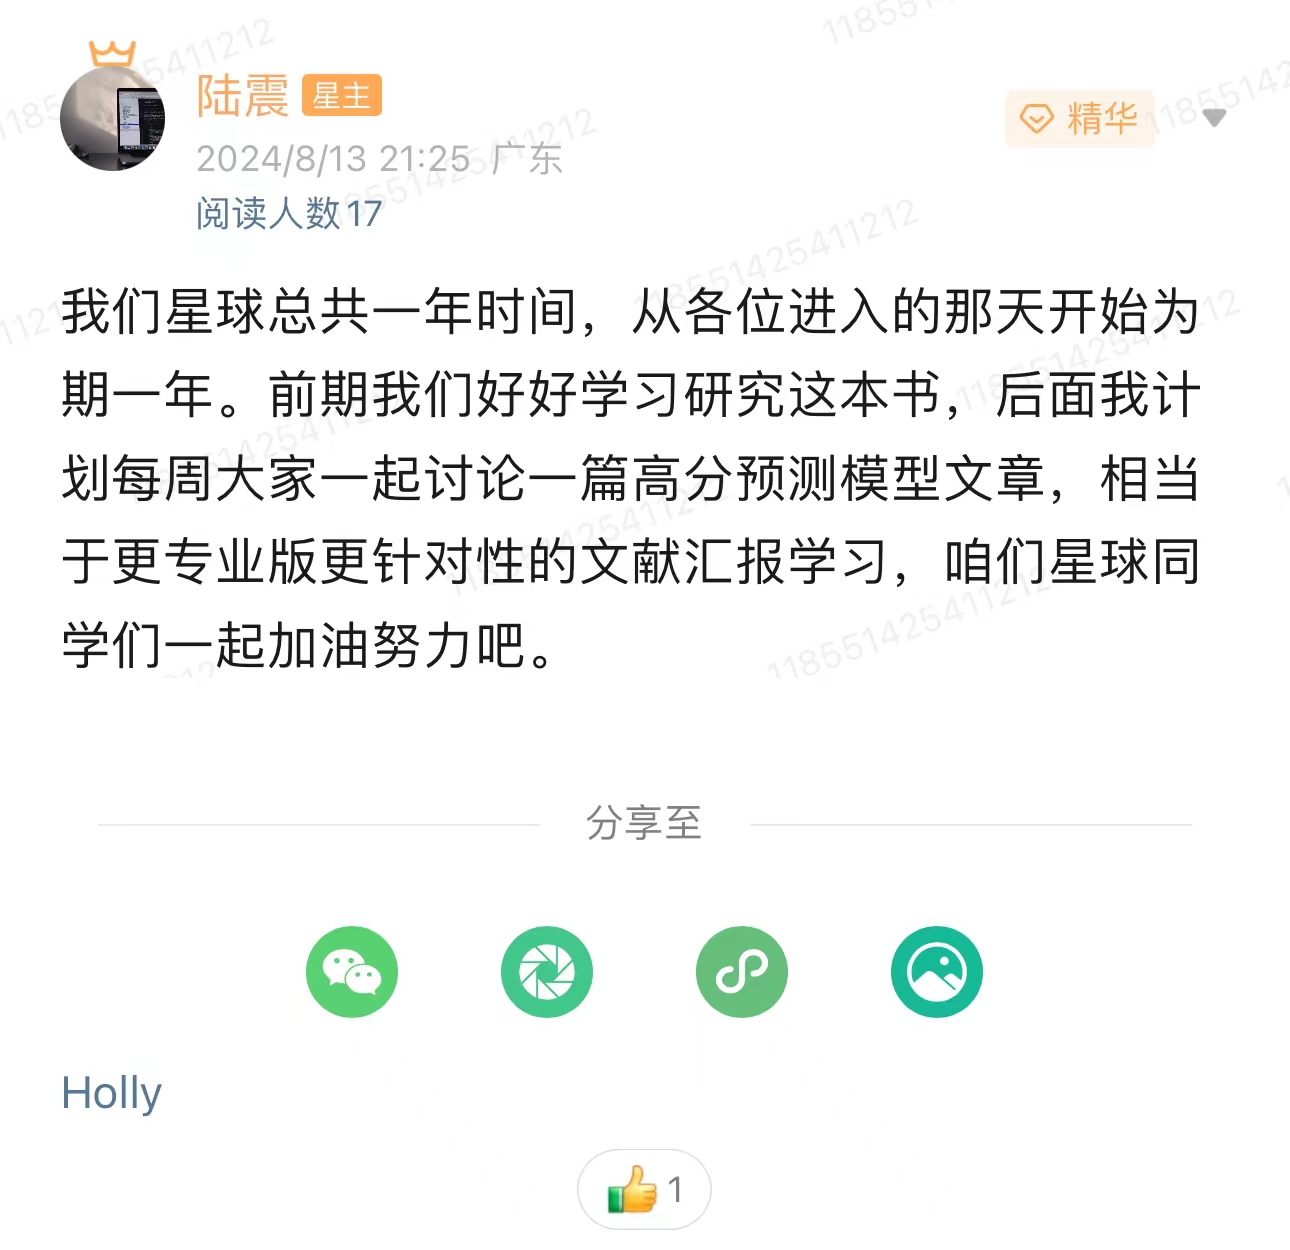 陆震 星主
精华
2024/8/13 21:25 广东
阅读人数17
我们星球总共一年时间，从各位进入的那天开始为
期一年。前期我们好好学习研究这本书，后面我计
划每周大家一起讨论一篇高分预测模型文章，相当
于更专业版更针对性的文献汇报学习，咱们星球同
学们一起加油努力吧。
分享至
Holly
1
118551425411212